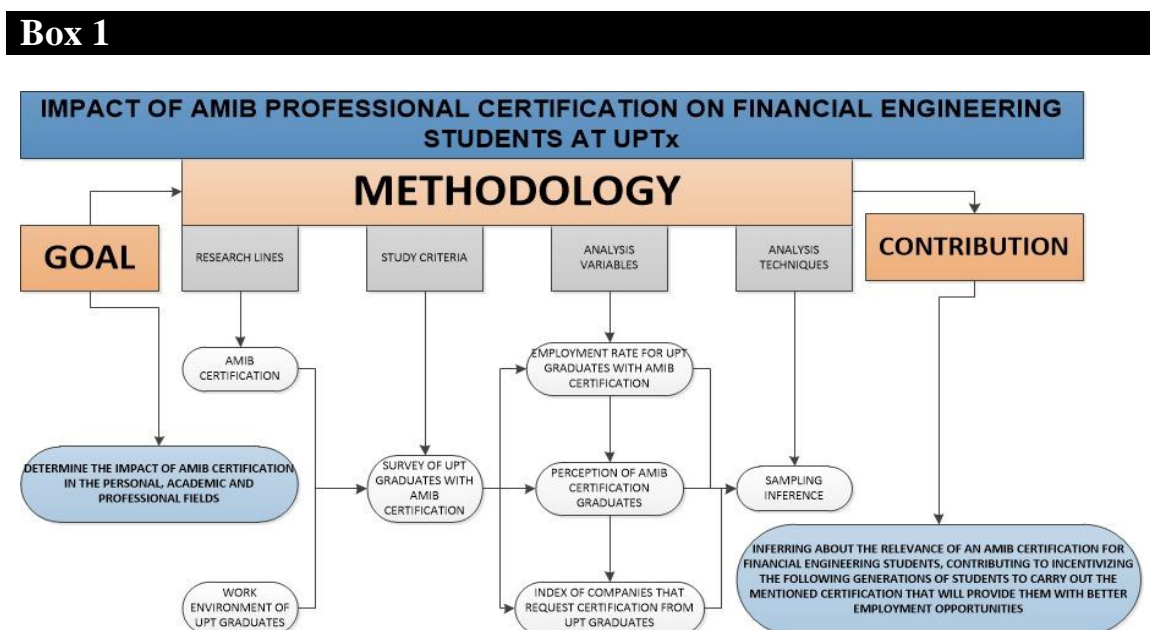 Box 1
IMPACT OF AMIB PROFESSIONAL CERTIFICATION ON FINANCIAL ENGINEERING
STUDENTS AT UPTx
METHODOLOGY
GOAL
RESEARCH LINES
STUDY CRITERIA
ANALYSIS
VARIABLES
ANALYSIS
TECHNIQUES
CONTRIBUTION
AMIB
CERTIFICATION
EMPLOYMENT RATE FOR UPT
GRADUATES WITH AMIB
CERTIFICATION
DETERMINE THE IMPACT OF AMIB CERTIFICATION
IN THE PERSONAL, ACADEMIC AND
PROFESSIONAL FIELDS
SURVEY OF UPT
GRADUATES WITH
AMIB
CERTIFICATION
PERCEPTION OF AMIB
CERTIFICATION
GRADUATES
SAMPLING
INFERENCE
WORK
ENVIRONMENT OF
UPT GRADUATES
INDEX OF COMPANIES THAT
REQUEST CERTIFICATION FROM
UPT GRADUATES
INFERRING ABOUT THE RELEVANCE OF AN AMIB CERTIFICATION FOR
FINANCIAL ENGINEERING STUDENTS, CONTRIBUTING TO INCENTIVIZING
THE FOLLOWING GENERATIONS OF STUDENTS TO CARRY OUT THE
MENTIONED CERTIFICATION THAT WILL PROVIDE THEM WITH BETTER
EMPLOYMENT OPPORTUNITIES